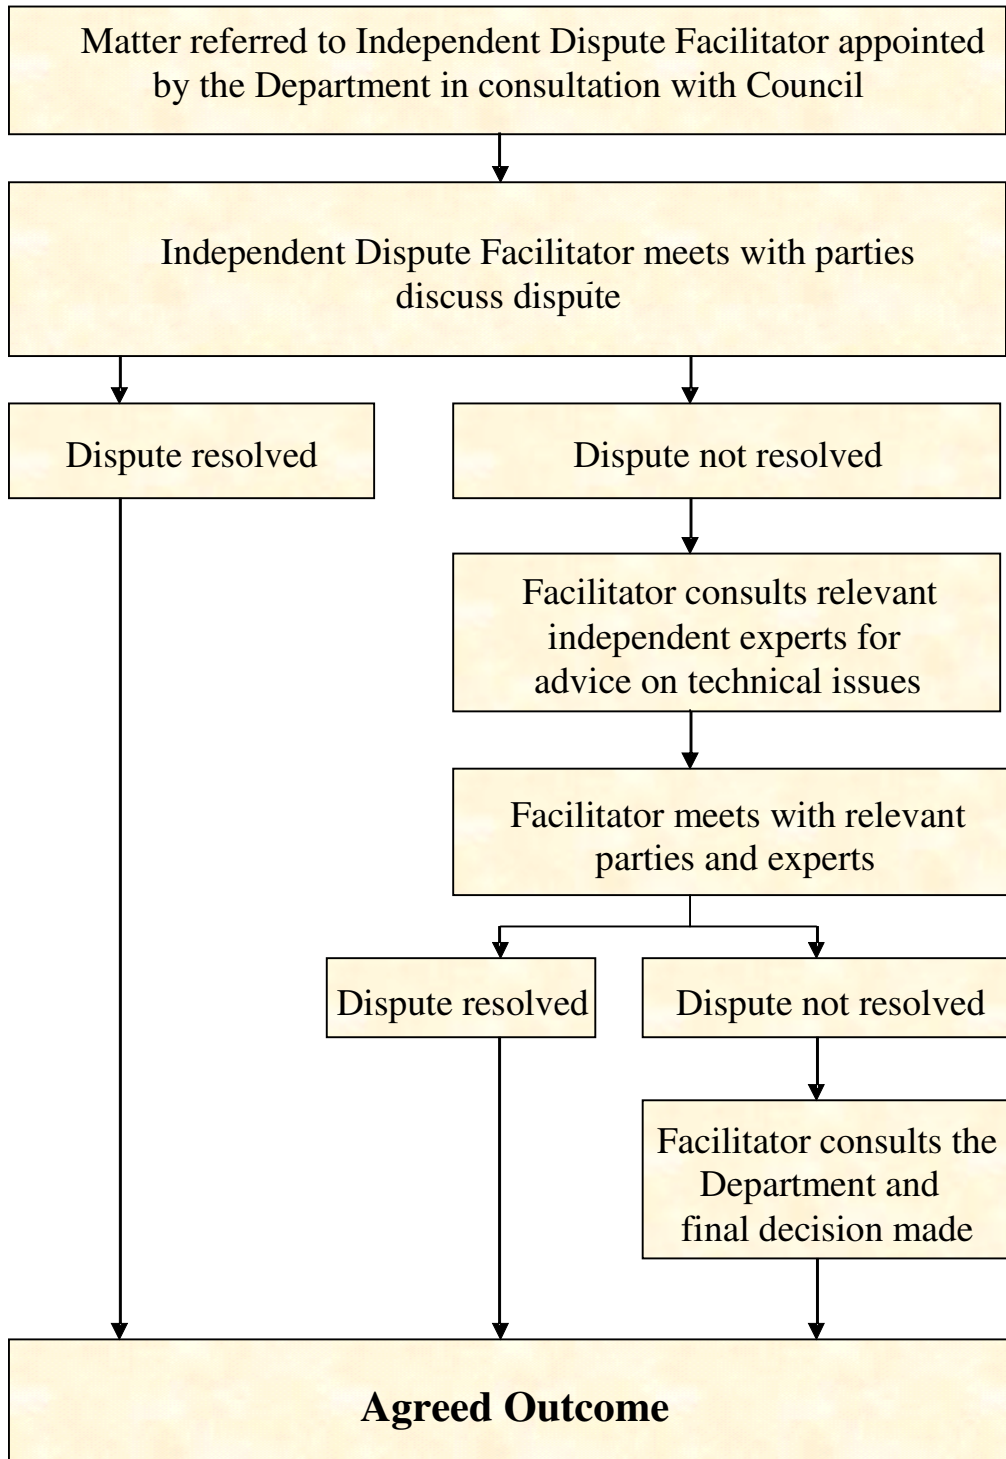 Matter referred to Independent Dispute Facilitator appointed
by the Department in consultation with Council
Independent Dispute Facilitator meets with parties
discuss dispute
Dispute resolved
Dispute not resolved
Facilitator consults relevant
independent experts for
advice on technical issues
Facilitator meets with relevant
parties and experts
Dispute resolved
Dispute not resolved
Facilitator consults the
Department and
final decision made
Agreed Outcome